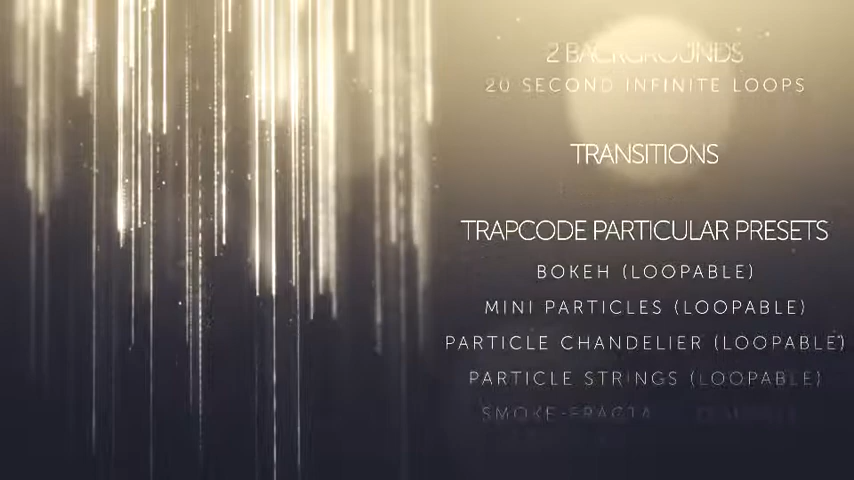 2 BACKGROUNDS
20 SECOND INFINITE LOOPS
TRANSITIONS
TRAPCODE PARTICULAR PRESETS
BOKEH (LOOPABLE)
MINI PARTICLES (LOOPABLE)
PARTICLE CHANDELIER (LOOPABLE)
PARTICLE STRINGS (LOOPABLE)